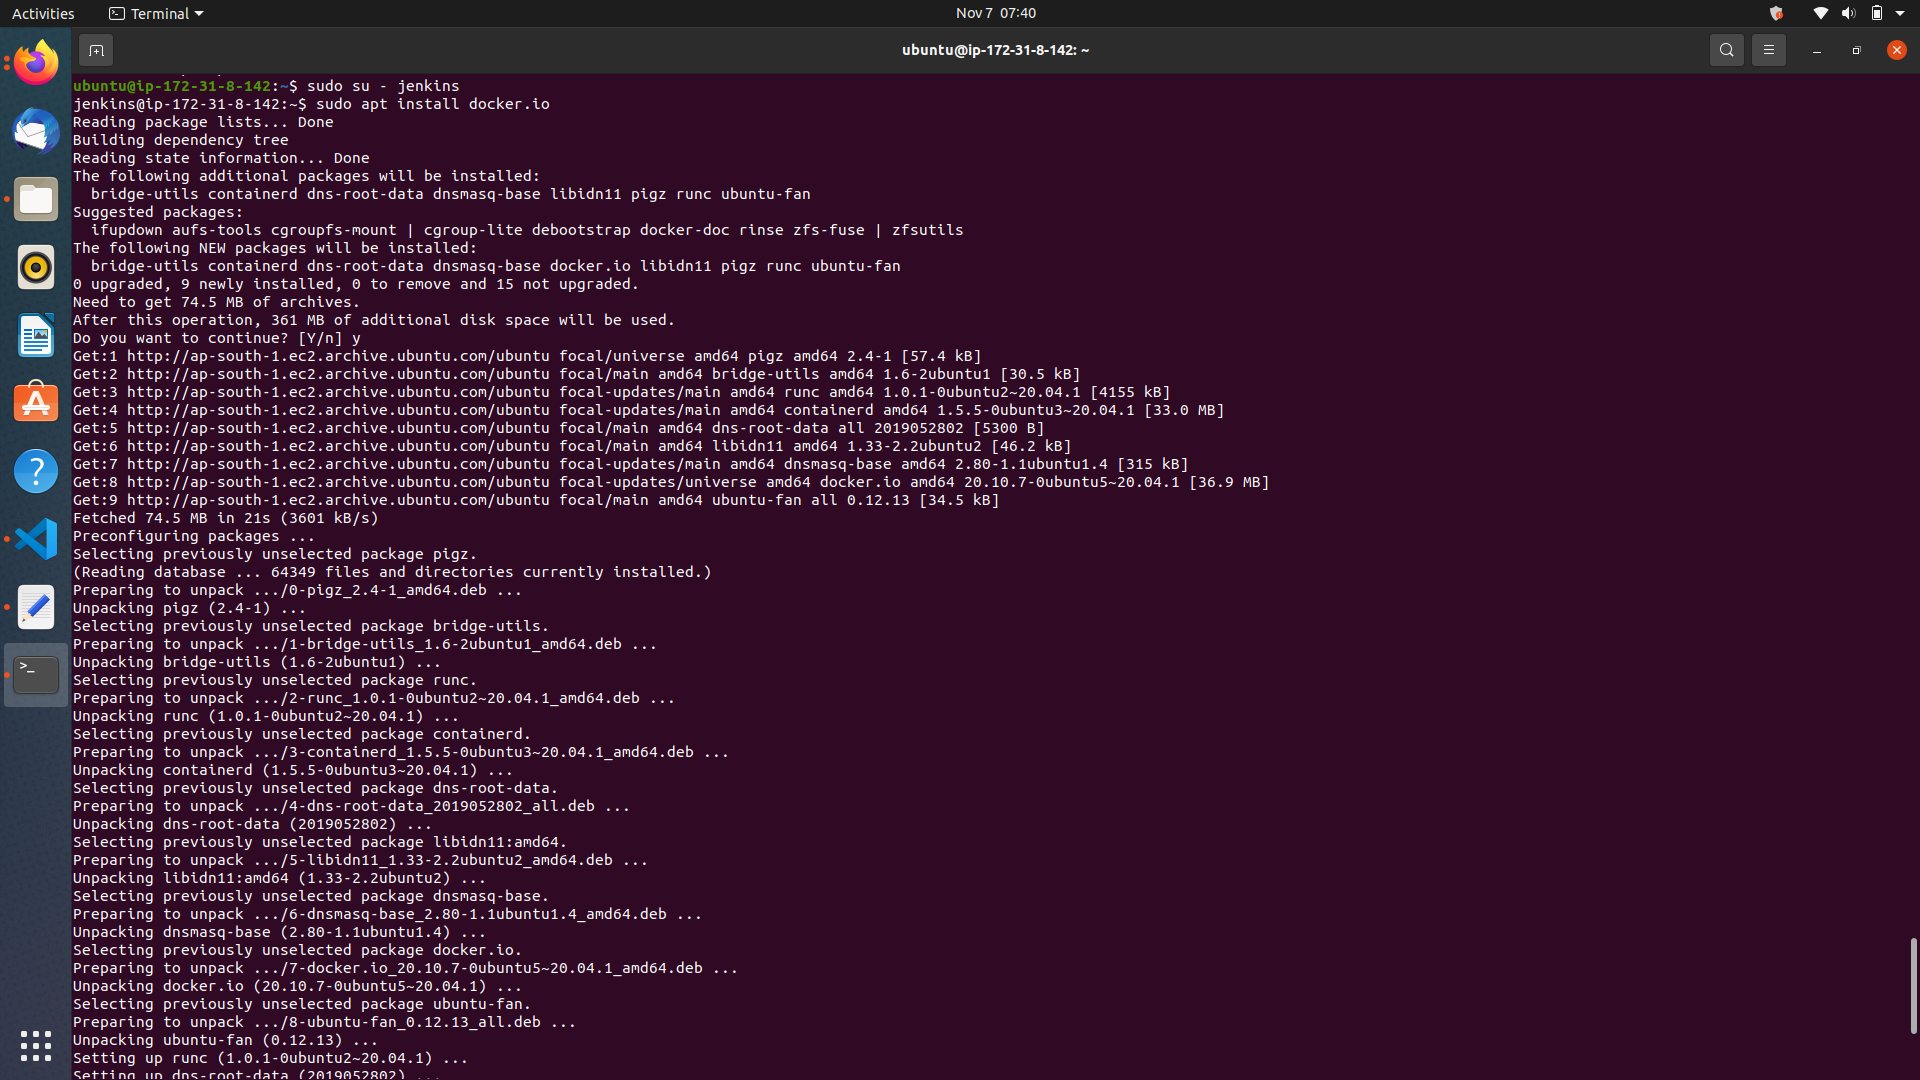 Activities
Terminal
Nov 7 07:40
ubuntu@ip-172-31-8-142: ~
ubuntu@ip-172-31-8-142:~$ sudo su - jenkins
jenkins@ip-172-31-8-142:~$ sudo apt install docker.io
Reading package lists... Done
Building dependency tree
Reading state information... Done
The following additional packages will be installed:
  bridge-utils containerd dns-root-data dnsmasq-base libidn11 pigz runc ubuntu-fan
Suggested packages:
  ifupdown aufs-tools cgroupfs-mount | cgroup-lite debootstrap docker-doc rinse zfs-fuse | zfsutils
The following NEW packages will be installed:
  bridge-utils containerd dns-root-data dnsmasq-base docker.io libidn11 pigz runc ubuntu-fan
0 upgraded, 9 newly installed, 0 to remove and 15 not upgraded.
Need to get 74.5 MB of archives.
After this operation, 361 MB of additional disk space will be used.
Do you want to continue? [Y/n] y
Get:1 http://ap-south-1.ec2.archive.ubuntu.com/ubuntu focal/universe amd64 pigz amd64 2.4-1 [57.4 kB]
Get:2 http://ap-south-1.ec2.archive.ubuntu.com/ubuntu focal/main amd64 bridge-utils amd64 1.6-2ubuntu1 [30.5 kB]
Get:3 http://ap-south-1.ec2.archive.ubuntu.com/ubuntu focal-updates/main amd64 runc amd64 1.0.1-0ubuntu2~20.04.1 [4155 kB]
Get:4 http://ap-south-1.ec2.archive.ubuntu.com/ubuntu focal-updates/main amd64 containerd amd64 1.5.5-0ubuntu3~20.04.1 [33.0 MB]
Get:5 http://ap-south-1.ec2.archive.ubuntu.com/ubuntu focal/main amd64 dns-root-data all 2019052802 [5300 B]
Get:6 http://ap-south-1.ec2.archive.ubuntu.com/ubuntu focal/main amd64 libidn11 amd64 1.33-2.2ubuntu2 [46.2 kB]
Get:7 http://ap-south-1.ec2.archive.ubuntu.com/ubuntu focal-updates/main amd64 dnsmasq-base amd64 2.80-1.1ubuntu1.4 [315 kB]
Get:8 http://ap-south-1.ec2.archive.ubuntu.com/ubuntu focal-updates/universe amd64 docker.io amd64 20.10.7-0ubuntu5~20.04.1 [36.9 MB]
Get:9 http://ap-south-1.ec2.archive.ubuntu.com/ubuntu focal/main amd64 ubuntu-fan all 0.12.13 [34.5 kB]
Fetched 74.5 MB in 21s (3601 kB/s)
Preconfiguring packages ...
Selecting previously unselected package pigz.
(Reading database ... 64349 files and directories currently installed.)
Preparing to unpack .../0-pigz_2.4-1_amd64.deb ...
Unpacking pigz (2.4-1) ...
Selecting previously unselected package bridge-utils.
Preparing to unpack .../1-bridge-utils_1.6-2ubuntu1_amd64.deb ...
Unpacking bridge-utils (1.6-2ubuntu1) ...
Selecting previously unselected package runc.
Preparing to unpack .../2-runc_1.0.1-0ubuntu2~20.04.1_amd64.deb ...
Unpacking runc (1.0.1-0ubuntu2~20.04.1) ...
Selecting previously unselected package containerd.
Preparing to unpack .../3-containerd_1.5.5-0ubuntu3~20.04.1_amd64.deb ...
Unpacking containerd (1.5.5-0ubuntu3~20.04.1) ...
Selecting previously unselected package dns-root-data.
Preparing to unpack .../4-dns-root-data_2019052802_all.deb ...
Unpacking dns-root-data (2019052802) ...
Selecting previously unselected package libidn11:amd64.
Preparing to unpack .../5-libidn11_1.33-2.2ubuntu2_amd64.deb ...
Unpacking libidn11:amd64 (1.33-2.2ubuntu2) ...
Selecting previously unselected package dnsmasq-base.
Preparing to unpack .../6-dnsmasq-base_2.80-1.1ubuntu1.4_amd64.deb ...
Unpacking dnsmasq-base (2.80-1.1ubuntu1.4) ...
Selecting previously unselected package docker.io.
Preparing to unpack .../7-docker.io_20.10.7-0ubuntu5~20.04.1_amd64.deb ...
Unpacking docker.io (20.10.7-0ubuntu5~20.04.1) ...
Selecting previously unselected package ubuntu-fan.
Preparing to unpack .../8-ubuntu-fan_0.12.13_all.deb ...
Unpacking ubuntu-fan (0.12.13) ...
Setting up runc (1.0.1-0ubuntu2~20.04.1) ...
Setting up dns-root-data (2019052802) ...